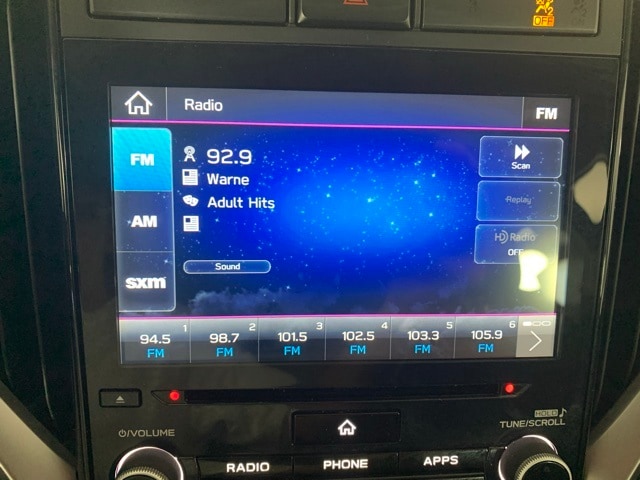 OFF
Radio
FM
FM
92.9
Warne
Scan
AM
Adult Hits
Replay
HD Radio
OFF
sxm
Sound
1 2 3 4 5 6
94.5 98.7 101.5 102.5 103.3 105.9
FM FM FM FM FM FM
/VOLUME
HOLD
TUNE/SCROLL
RADIO PHONE APPS